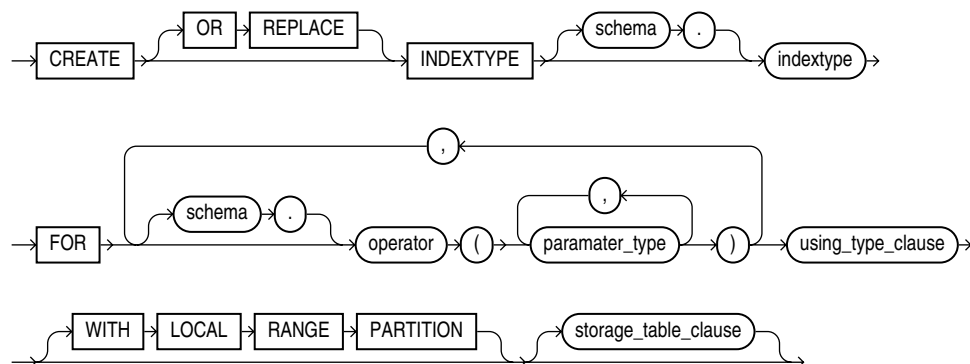 OR REPLACE schema .
CREATE INDEXTYPE indextype
,
schema . ,
FOR operator ( paramater_type ) using_type_clause
WITH LOCAL RANGE PARTITION storage_table_clause